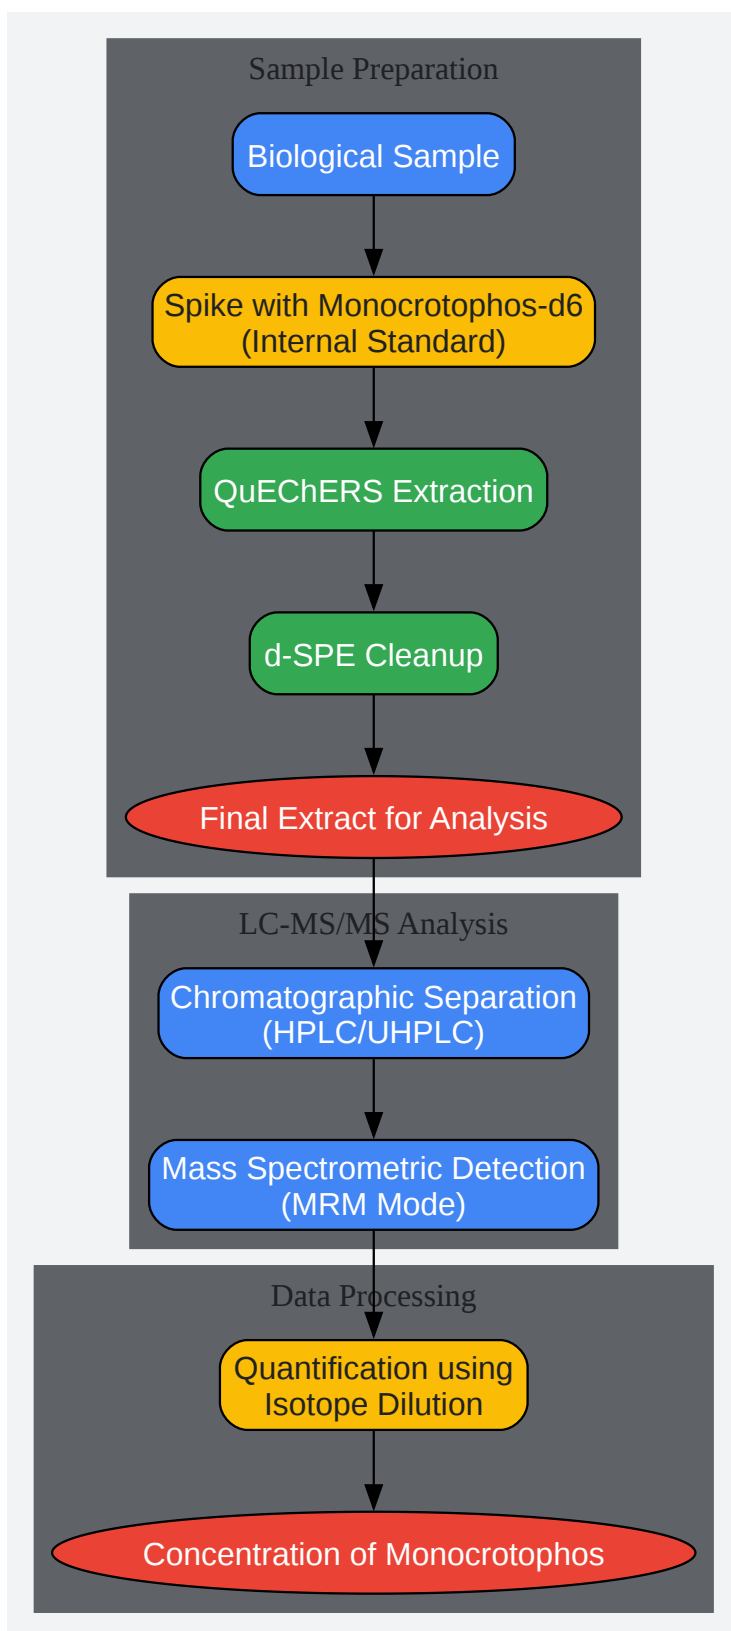 Sample Preparation
Biological Sample
Spike with Monocrotophos-d6
(Internal Standard)
QuEChERS Extraction
d-SPE Cleanup
Final Extract for Analysis
LC-MS/MS Analysis
Chromatographic Separation
(HPLC/UHPLC)
Mass Spectrometric Detection
(MRM Mode)
Data Processing
Quantification using
Isotope Dilution
Concentration of Monocrotophos